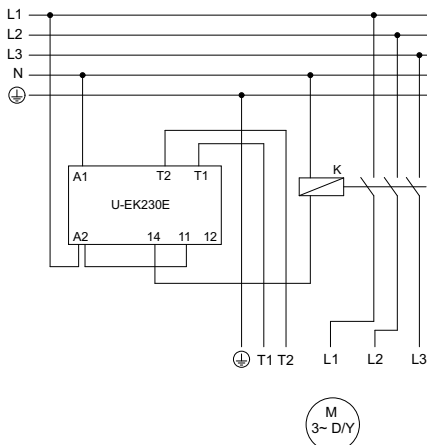 L1
L2
L3
N
K
A1 T2 T1
U-EK230E
A2 14 11 12
T1 T2 L1 L2 L3
M
3~ D/Y